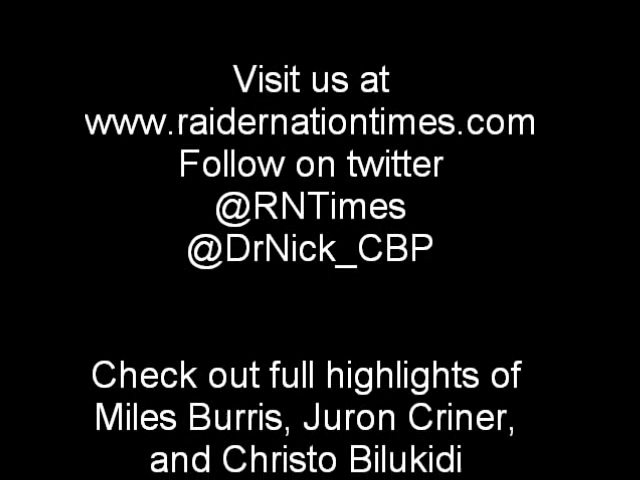 Visit us at
www.raidernationtimes.com
Follow on twitter
@RNTimes
@DrNick_CBP
Check out full highlights of
Miles Burris, Juron Criner,
and Christo Bilukidi